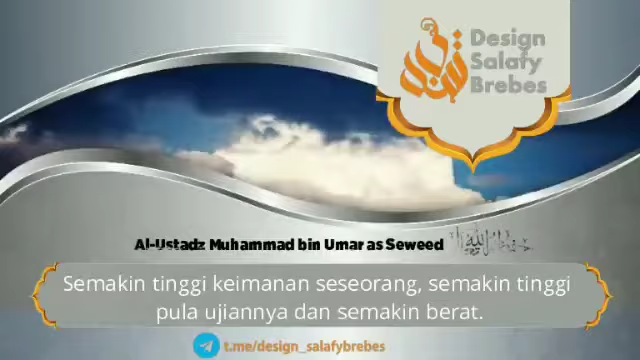 Design
Salafy
Brebes
Al-Ustadz Muhammad bin Umar as Seweed
Semakin tinggi keimanan seseorang, semakin tinggi
pula ujiannya dan semakin berat.
t.me/design_salafybrebes